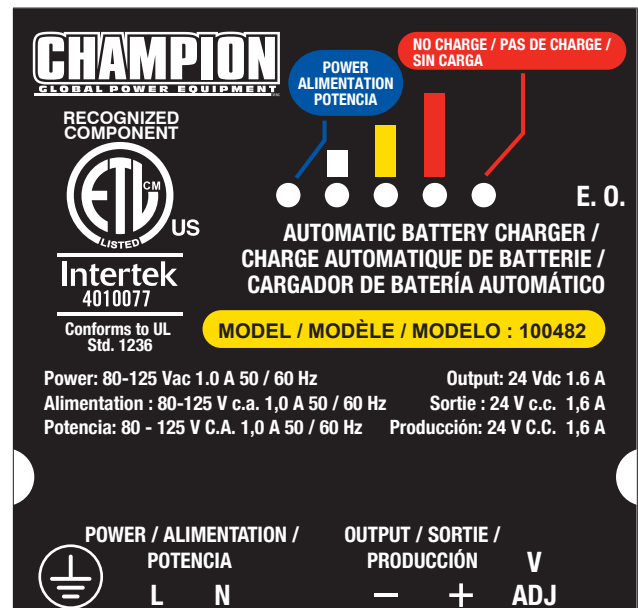 CHAMPION
GLOBAL POWER EQUIPMENT
POWER
ALIMENTATION
POTENCIA
NO CHARGE / PAS DE CHARGE /
SIN CARGA
RECOGNIZED
COMPONENT
ETL CM
LISTED
US
Intertek
4010077
Conforms to UL
Std. 1236
E. O.
AUTOMATIC BATTERY CHARGER /
CHARGE AUTOMATIQUE DE BATTERIE /
CARGADOR DE BATERÍA AUTOMÁTICO
MODEL / MODÈLE / MODELO : 100482
Power: 80-125 Vac 1.0 A 50 / 60 Hz Output: 24 Vdc 1.6 A
Alimentation : 80-125 V c.a. 1,0 A 50 / 60 Hz Sortie : 24 V c.c. 1,6 A
Potencia: 80 - 125 V C.A. 1,0 A 50 / 60 Hz Producción: 24 V C.C. 1,6 A
POWER / ALIMENTATION /
POTENCIA
L N
OUTPUT / SORTIE /
PRODUCCIÓN
– +
V
ADJ